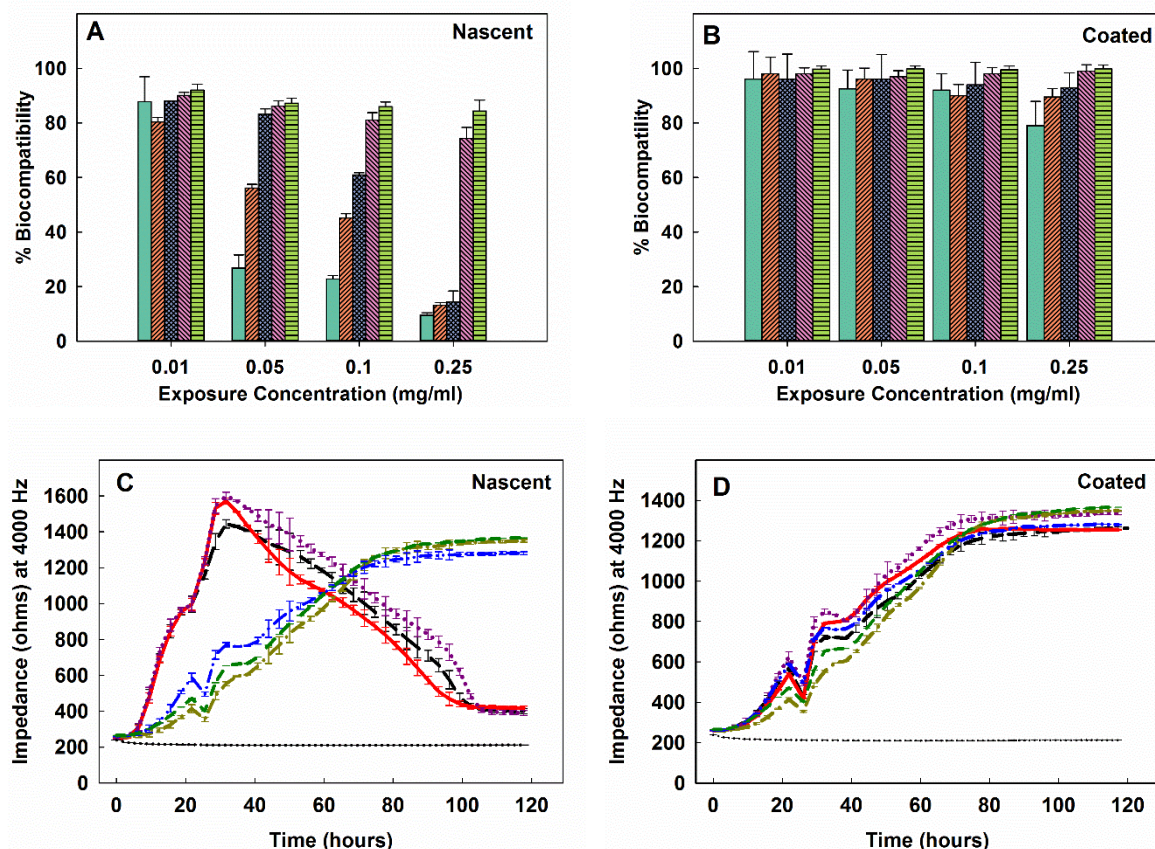 A
Nascent
100
80
60
40
20
0
% Biocompatibility
0.01 0.05 0.1 0.25
Exposure Concentration (mg/ml)
B
Coated
100
80
60
40
20
0
% Biocompatility
0.01 0.05 0.1 0.25
Exposure Concentration (mg/ml)
C
Nascent
1600
1400
1200
1000
800
600
400
200
0
Impedance (ohms) at 4000 Hz
0 20 40 60 80 100 120
Time (hours)
D
Coated
1400
1200
1000
800
600
400
200
0
Impedance (ohms) at 4000 Hz
0 20 40 60 80 100 120
Time (hours)